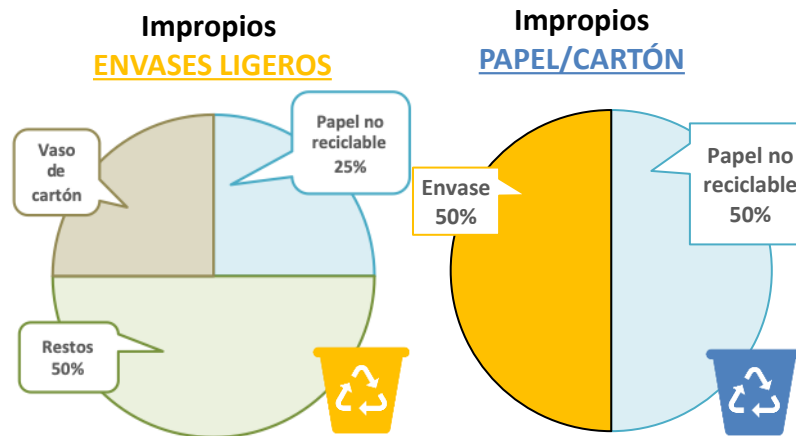 Impropios
ENVASES LIGEROS
Vaso
de
cartón
Papel no
reciclable
25%
Restos
50%
Impropios
PAPEL/CARTÓN
Envase
50%
Papel no
reciclable
50%